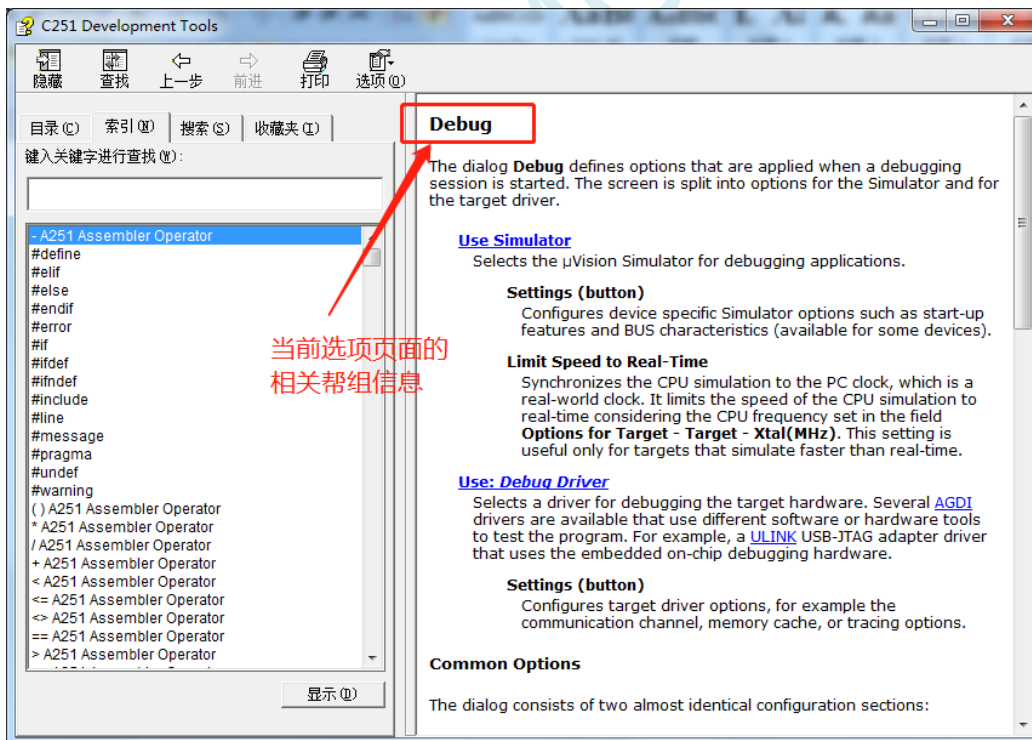 C251 Development Tools
隐藏 查找 上一步 前进 打印 选项(O)
目录(C) 索引(N) 搜索(S) 收藏夹(I)
键入关键字进行查找(W):
- A251 Assembler Operator
#define
#elif
#else
#endif
#error
#if
#ifdef
#ifndef
#include
#line
#message
#pragma
#undef
#warning
( ) A251 Assembler Operator
* A251 Assembler Operator
/ A251 Assembler Operator
+ A251 Assembler Operator
< A251 Assembler Operator
<= A251 Assembler Operator
<> A251 Assembler Operator
== A251 Assembler Operator
> A251 Assembler Operator
显示(D)
当前选项页面的
相关帮组信息
Debug
The dialog Debug defines options that are applied when a debugging
session is started. The screen is split into options for the Simulator and for
the target driver.
Use Simulator
Selects the µVision Simulator for debugging applications.
Settings (button)
Configures device specific Simulator options such as start-up
features and BUS characteristics (available for some devices).
Limit Speed to Real-Time
Synchronizes the CPU simulation to the PC clock, which is a
real-world clock. It limits the speed of the CPU simulation to
real-time considering the CPU frequency set in the field
Options for Target - Target - Xtal(MHz). This setting is
useful only for targets that simulate faster than real-time.
Use: Debug Driver
Selects a driver for debugging the target hardware. Several AGDI
drivers are available that use different software or hardware tools
to test the program. For example, a ULINK USB-JTAG adapter driver
that uses the embedded on-chip debugging hardware.
Settings (button)
Configures target driver options, for example the
communication channel, memory cache, or tracing options.
Common Options
The dialog consists of two almost identical configuration sections: